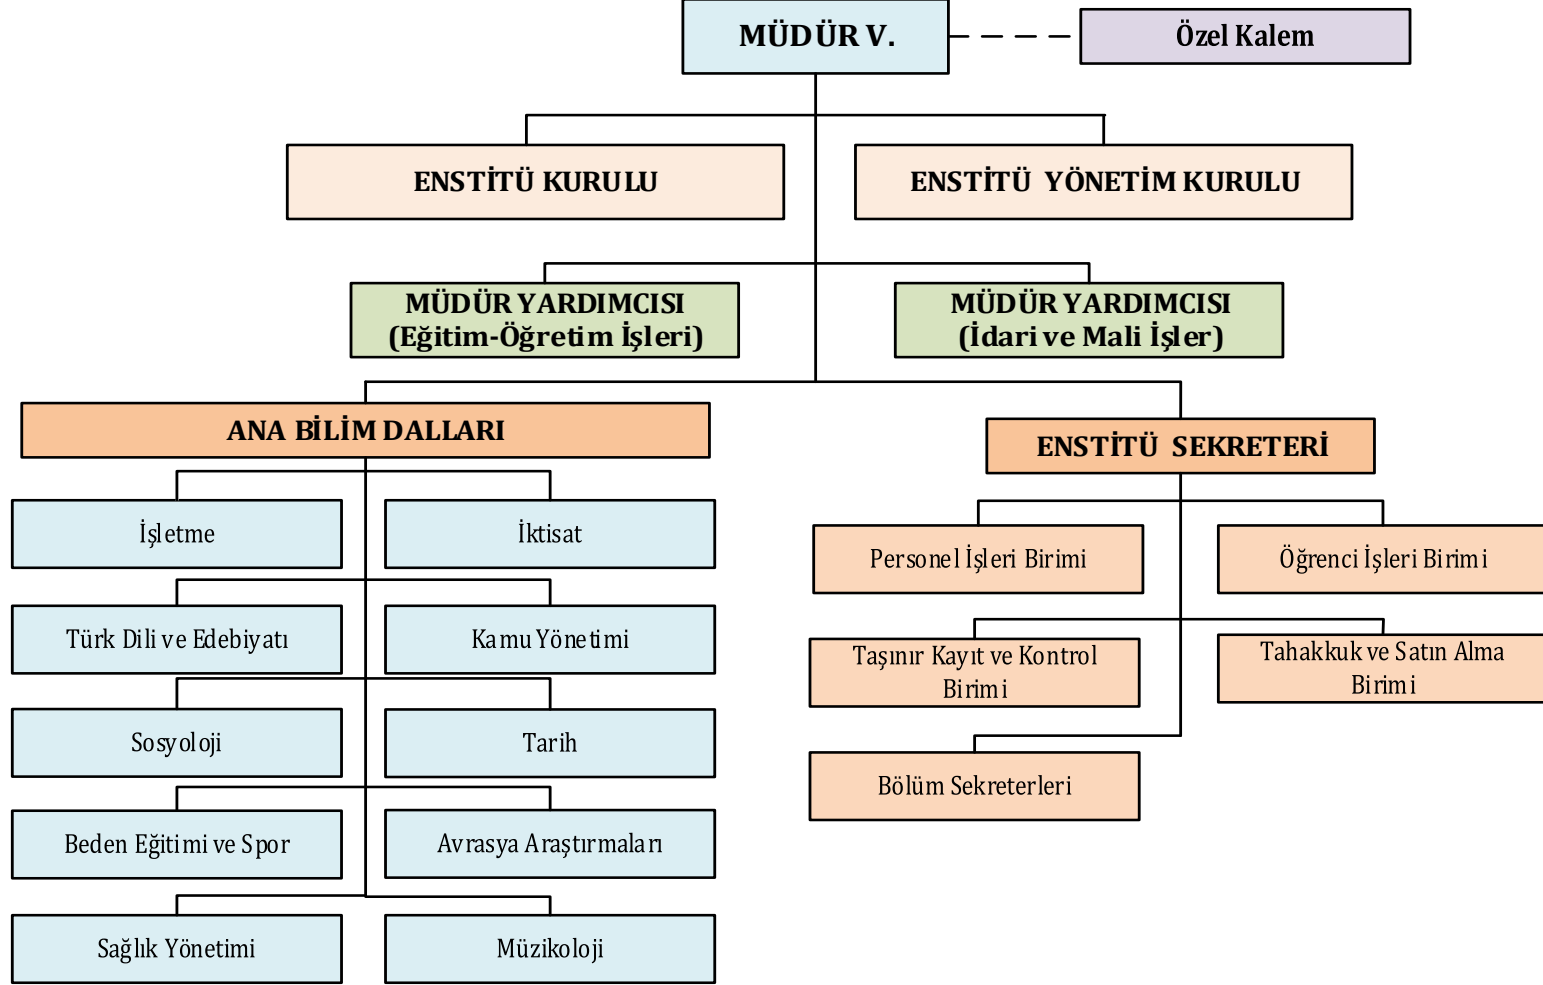 MÜDÜR V.
Özel Kalem
ENSTİTÜ KURULU
ENSTİTÜ YÖNETİM KURULU
MÜDÜR YARDIMCISI
(Eğitim-Öğretim İşleri)
MÜDÜR YARDIMCISI
(İdari ve Mali İşler)
ANA BİLİM DALLARI
ENSTİTÜ SEKRETERİ
İşletme
İktisat
Türk Dili ve Edebiyatı
Kamu Yönetimi
Sosyoloji
Tarih
Beden Eğitimi ve Spor
Avrasya Araştırmaları
Sağlık Yönetimi
Müzikoloji
Personel İşleri Birimi
Öğrenci İşleri Birimi
Taşınır Kayıt ve Kontrol
Birimi
Tahakkuk ve Satın Alma
Birimi
Bölüm Sekreterleri